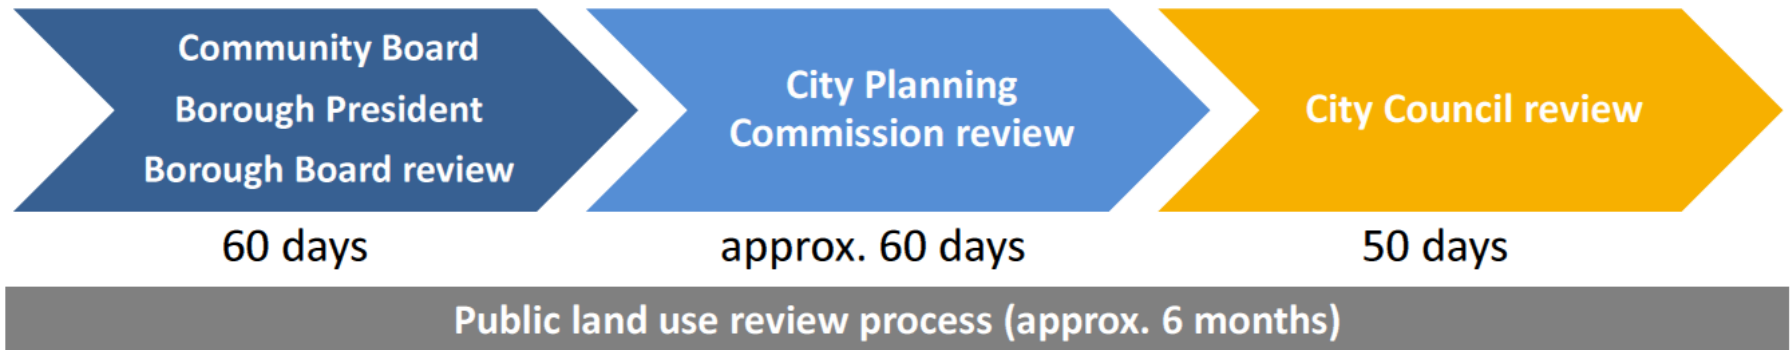 Community Board
Borough President
Borough Board review
60 days
City Planning
Commission review
approx. 60 days
City Council review
50 days
Public land use review process (approx. 6 months)